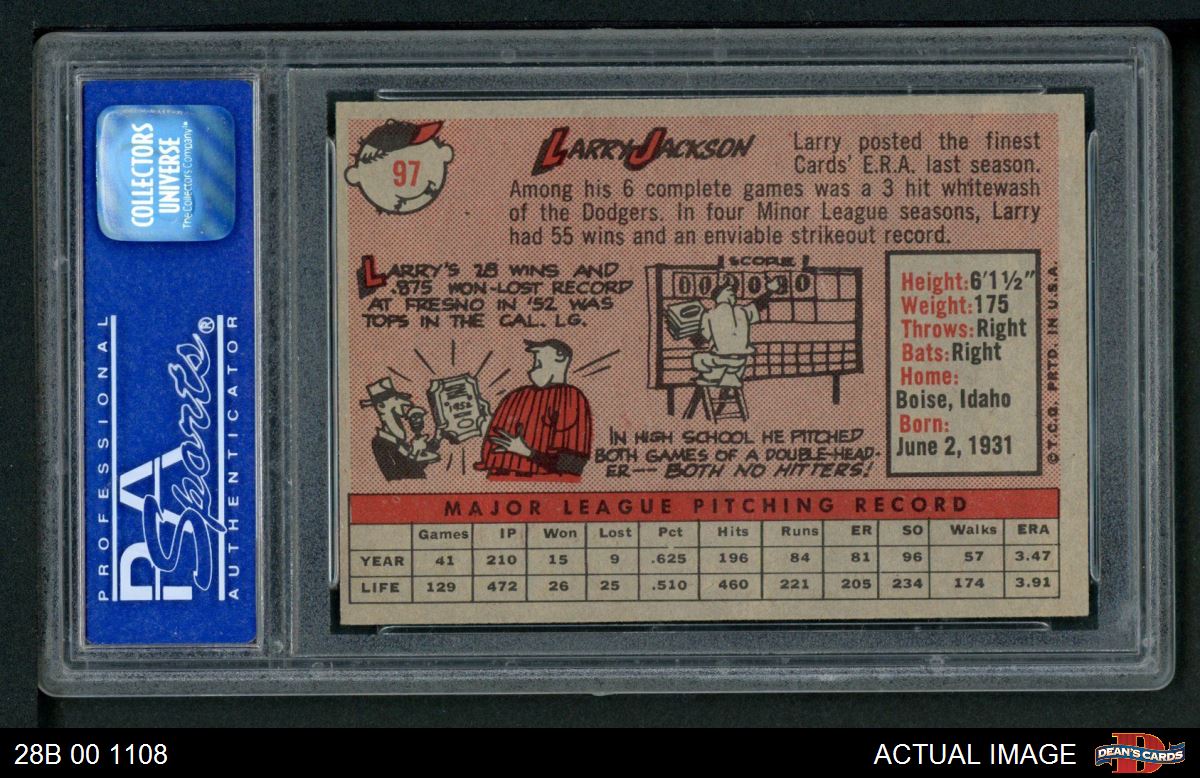 COLLECTORS
UNIVERSE
The Collectors Company™
PROFESSIONAL
PSA
Sports®
AUTHENTICATOR
97
LARRY JACKSON
Larry posted the finest
Cards' E.R.A. last season.
Among his 6 complete games was a 3 hit whitewash
of the Dodgers. In four Minor League seasons, Larry
had 55 wins and an enviable strikeout record.
LARRY'S 28 WINS AND
.875 WON-LOST RECORD
AT FRESNO IN '52 WAS
TOPS IN THE CAL. LG.
1952
SCORE
000000
IN HIGH SCHOOL HE PITCHED
BOTH GAMES OF A DOUBLE-HEAD-
ER—BOTH NO HITTERS!
Height: 6'1½"
Weight: 175
Throws: Right
Bats: Right
Home:
Boise, Idaho
Born:
June 2, 1931
© T.C.G. PRTD. IN U.S.A.
MAJOR LEAGUE PITCHING RECORD
Games IP Won Lost Pct Hits Runs ER SO Walks ERA
YEAR 41 210 15 9 .625 196 84 81 96 57 3.47
LIFE 129 472 26 25 .510 460 221 205 234 174 3.91
28B 00 1108
ACTUAL IMAGE
DEAN'S CARDS